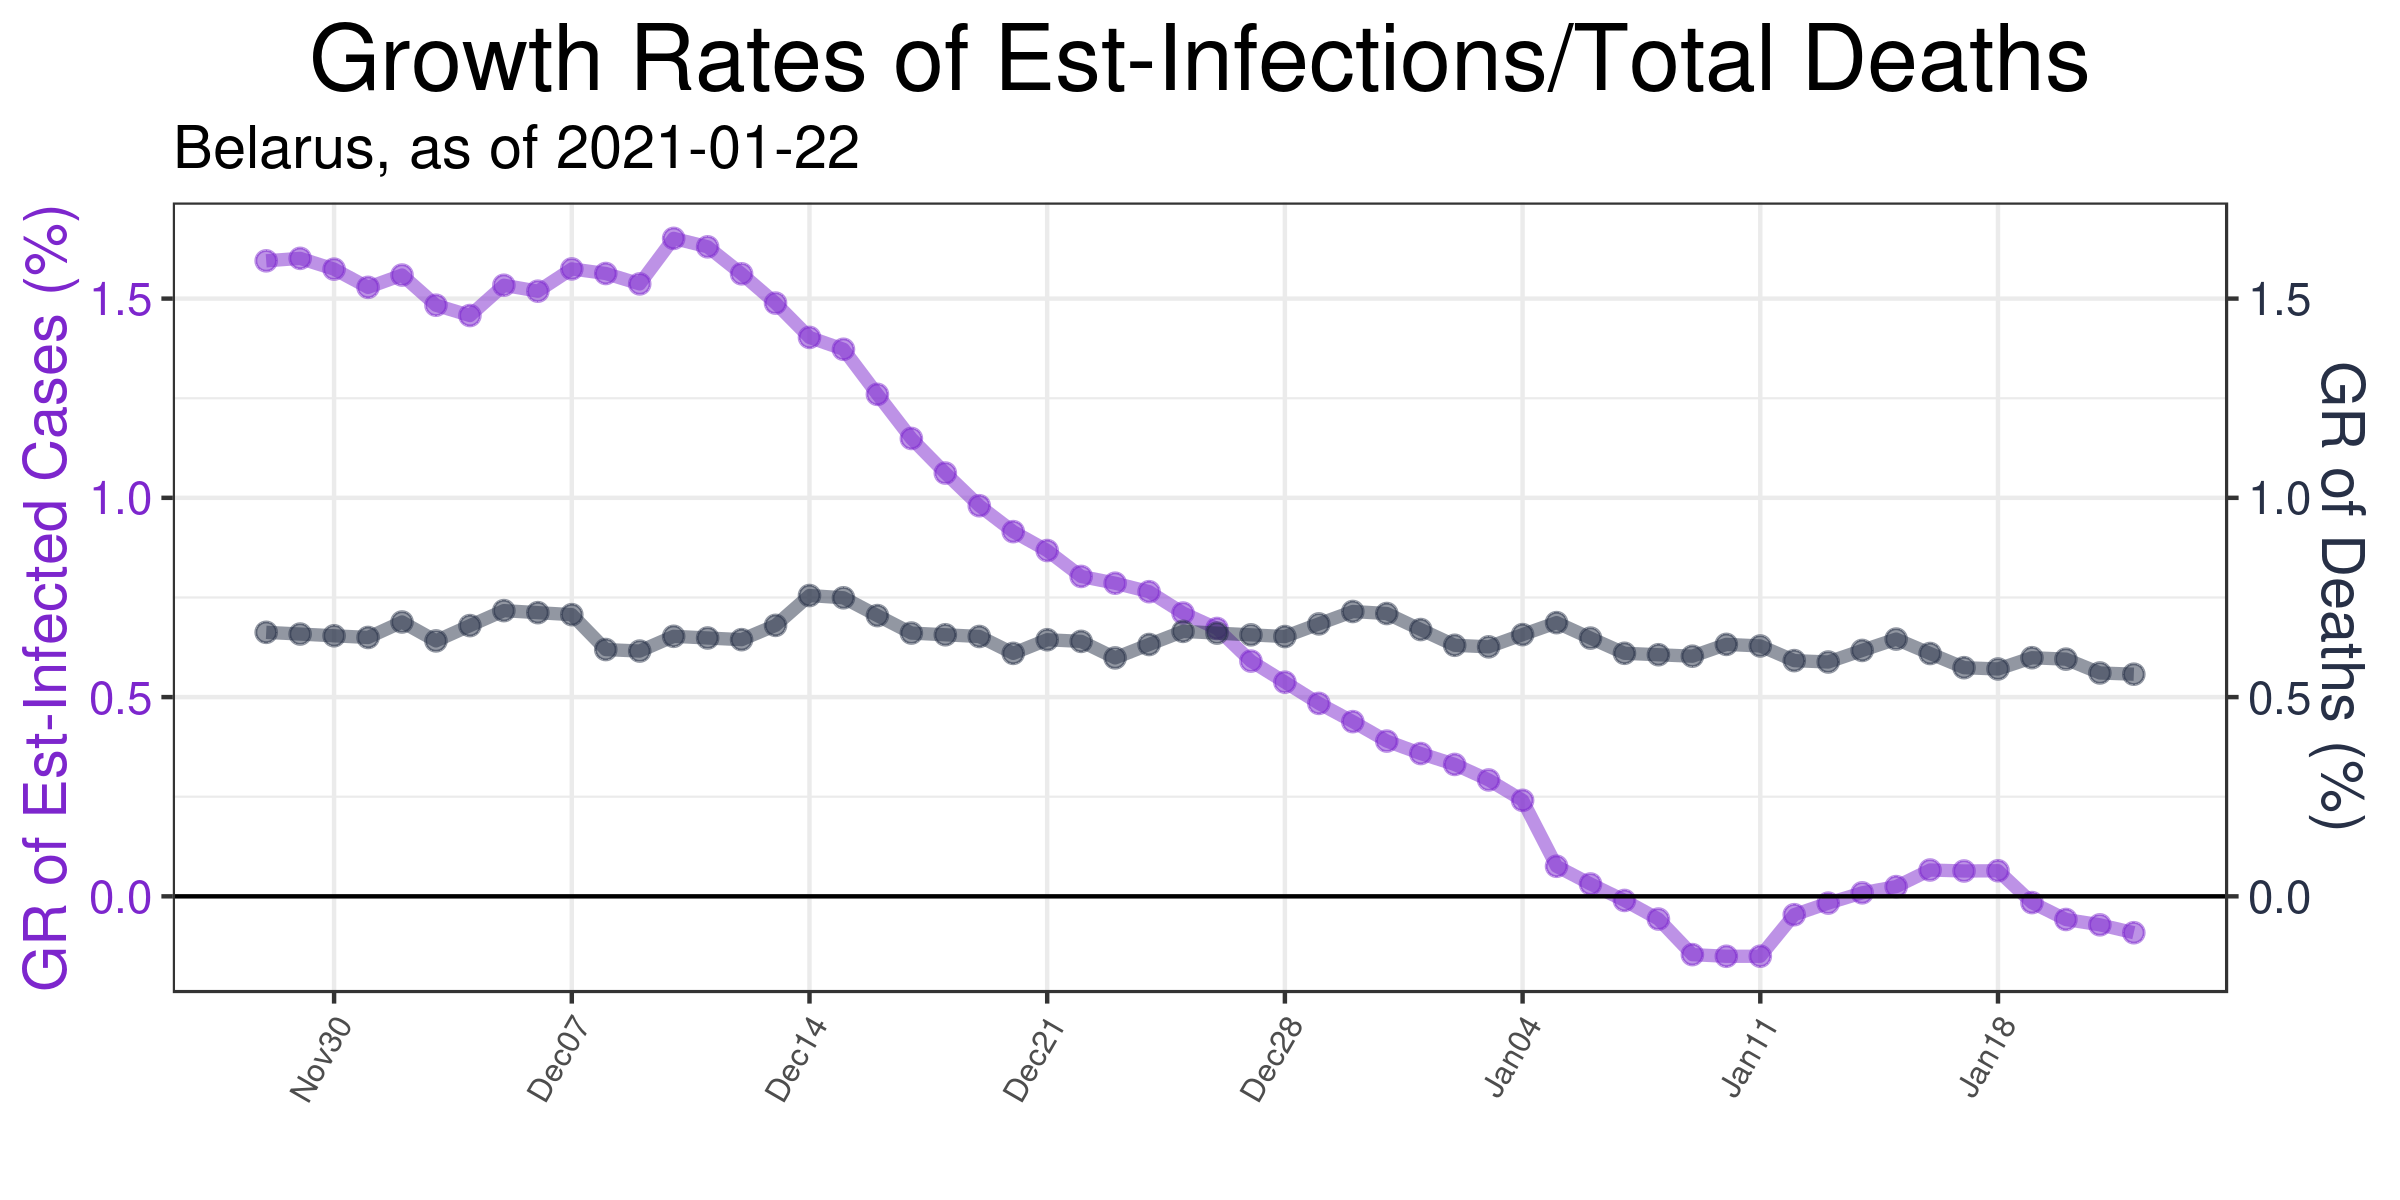 Growth Rates of Est-Infections/Total Deaths
Belarus, as of 2021-01-22
GR of Est-Infected Cases (%)
1.5
1.0
0.5
0.0
1.5
1.0
0.5
0.0
GR of Deaths (%)
Nov30
Dec07
Dec14
Dec21
Dec28
Jan04
Jan11
Jan18